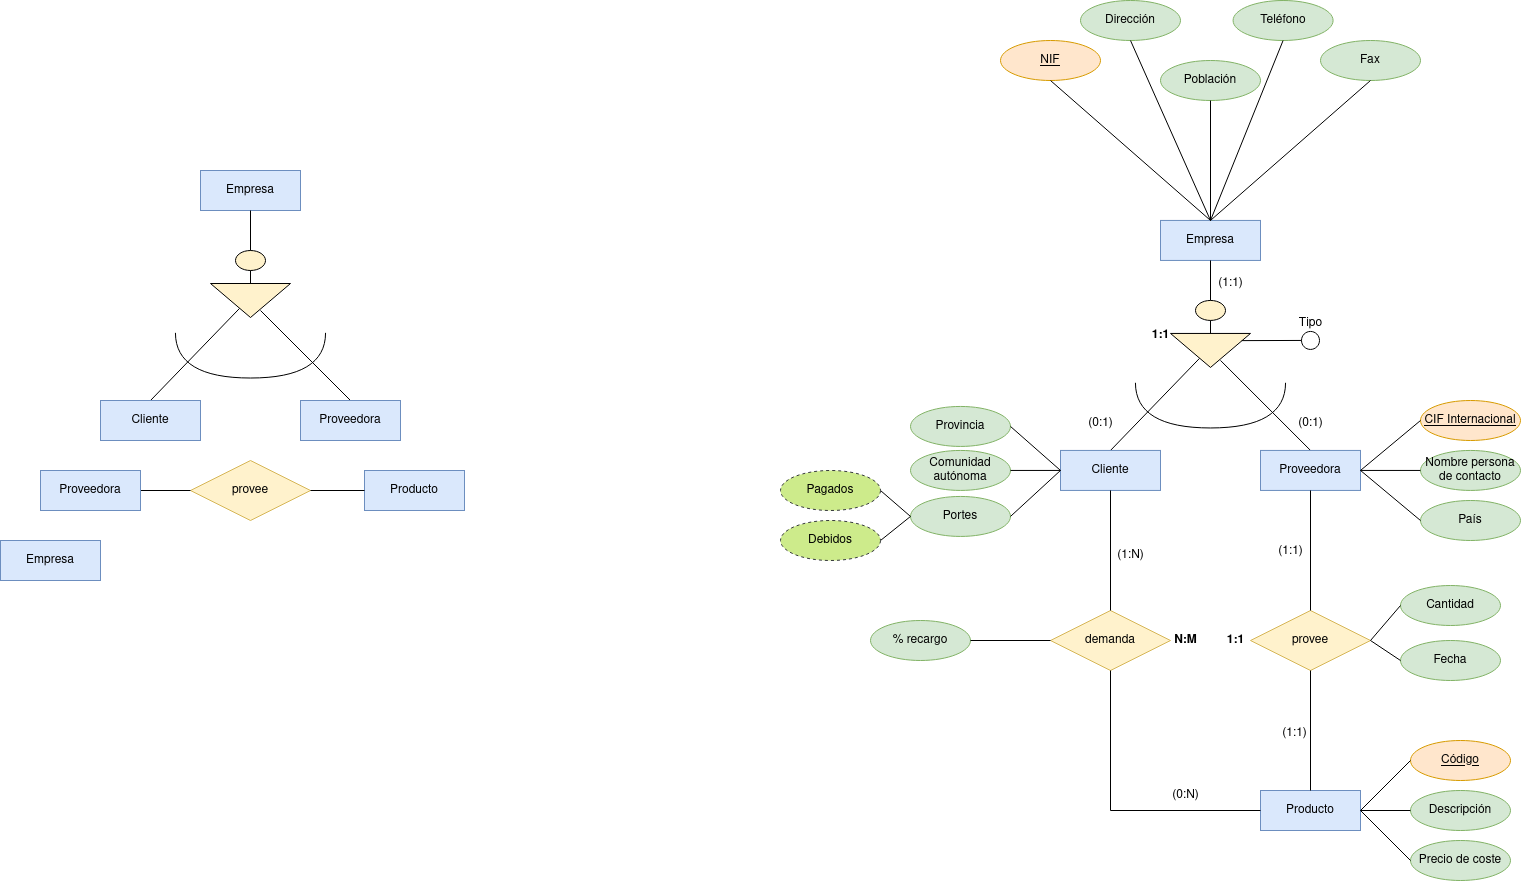 Empresa
Cliente
Proveedora
Proveedora
provee
Producto
Empresa
Dirección
Teléfono
NIF
Población
Fax
Empresa
(1:1)
Tipo
1:1
(0:1)
(0:1)
Provincia
Comunidad
autónoma
Portes
Pagados
Debidos
Cliente
Proveedora
CIF Internacional
Nombre persona
de contacto
País
(1:N)
(1:1)
% recargo
demanda
N:M
1:1
provee
Cantidad
Fecha
(1:1)
(0:N)
Producto
Código
Descripción
Precio de coste